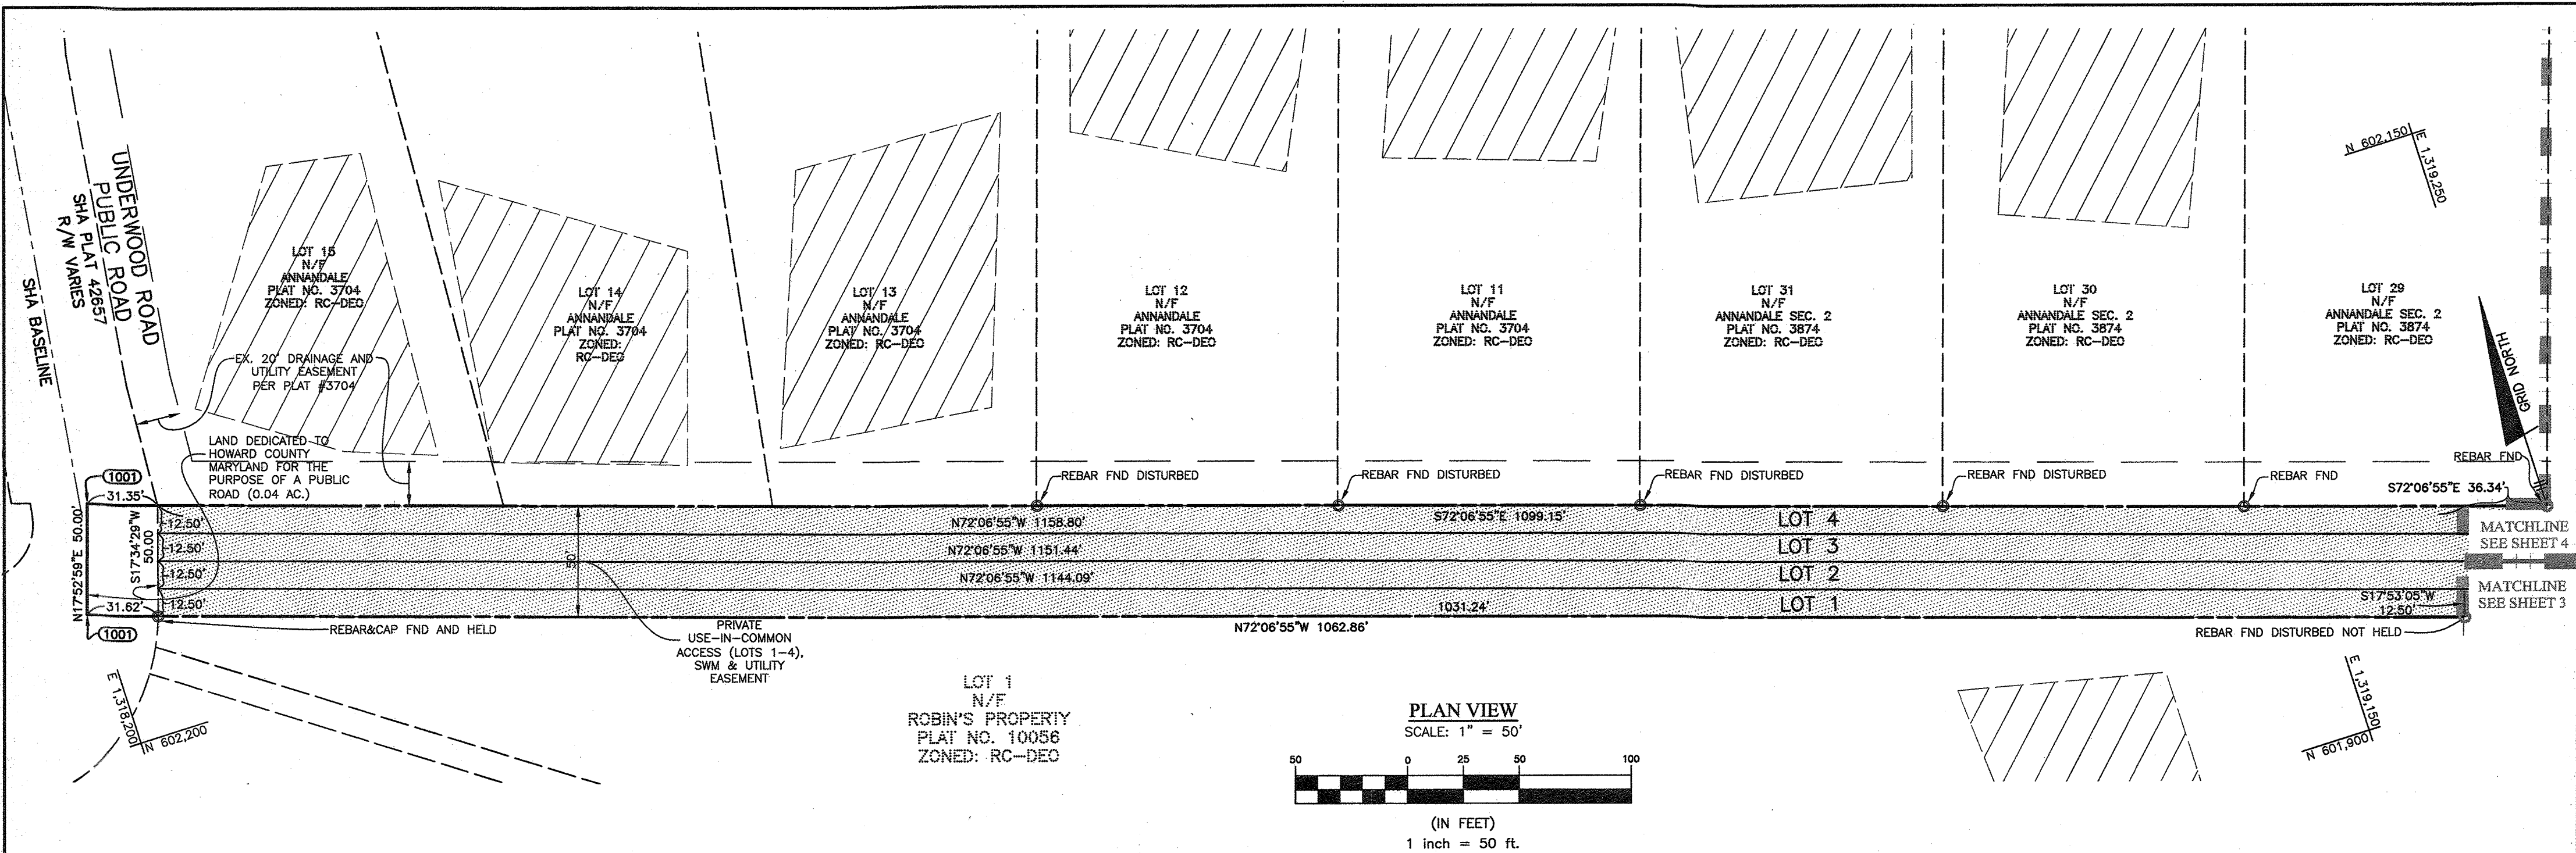 UNDERWOOD ROAD
PUBLIC ROAD
SHA PLAT 42657
R/W VARIES
SHA BASELINE
LOT 15
N/F
ANNANDALE
PLAT NO. 3704
ZONED: RC-DEO
LOT 14
N/F
ANNANDALE
PLAT NO. 3704
ZONED:
RC-DEO
LOT 13
N/F
ANNANDALE
PLAT NO. 3704
ZONED: RC-DEO
LOT 12
N/F
ANNANDALE
PLAT NO. 3704
ZONED: RC-DEO
LOT 11
N/F
ANNANDALE
PLAT NO. 3704
ZONED: RC-DEO
LOT 31
N/F
ANNANDALE SEC. 2
PLAT NO. 3874
ZONED: RC-DEO
LOT 30
N/F
ANNANDALE SEC. 2
PLAT NO. 3874
ZONED: RC-DEO
LOT 29
N/F
ANNANDALE SEC. 2
PLAT NO. 3874
ZONED: RC-DEO
N 602,150
E 1,319,250
GRID NORTH
EX. 20' DRAINAGE AND
UTILITY EASEMENT
PER PLAT #3704
LAND DEDICATED TO
HOWARD COUNTY
MARYLAND FOR THE
PURPOSE OF A PUBLIC
ROAD (0.04 AC.)
REBAR FND DISTURBED
REBAR FND DISTURBED
REBAR FND DISTURBED
REBAR FND DISTURBED
REBAR FND
REBAR FND
S72°06'55"E 36.34'
1001
31.35'
N17°52'59"E 50.00'
S17°34'29"W
50.00
12.50'
12.50'
12.50'
12.50'
31.62'
1001
50'
N72°06'55"W 1158.80'
S72°06'55"E 1099.15'
LOT 4
N72°06'55"W 1151.44'
LOT 3
N72°06'55"W 1144.09'
LOT 2
1031.24'
LOT 1
N72°06'55"W 1062.86'
MATCHLINE
SEE SHEET 4
MATCHLINE
SEE SHEET 3
S17°53'05"W
12.50'
REBAR FND DISTURBED NOT HELD
REBAR&CAP FND AND HELD
PRIVATE
USE-IN-COMMON
ACCESS (LOTS 1-4),
SWM & UTILITY
EASEMENT
E 1,318,200
N 602,200
LOT 1
N/F
ROBIN'S PROPERTY
PLAT NO. 10056
ZONED: RC-DEO
PLAN VIEW
SCALE: 1" = 50'
50 0 25 50 100
(IN FEET)
1 inch = 50 ft.
E 1,319,150
N 601,900